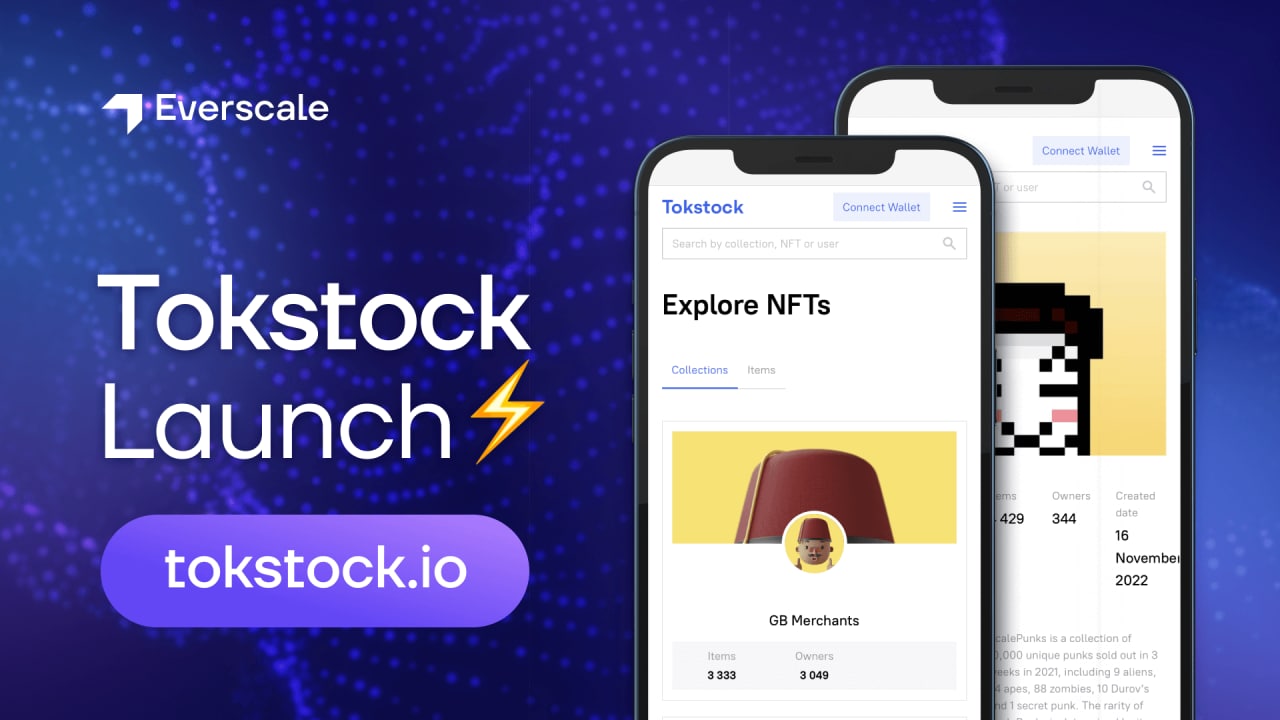 Everscale
Tokstock
Launch
tokstock.io
Tokstock
Connect Wallet
Search by collection, NFT or user
Explore NFTs
Collections Items
GB Merchants
Items Owners
3 333 3 049
Connect Wallet
or user
Owners Created
date
429 344
16
November
2022
is a collection of
unique punks sold out in 3
in 2021, including 9 aliens,
apes, 88 zombies, 10 Durov's
1 secret punk. The rarity of